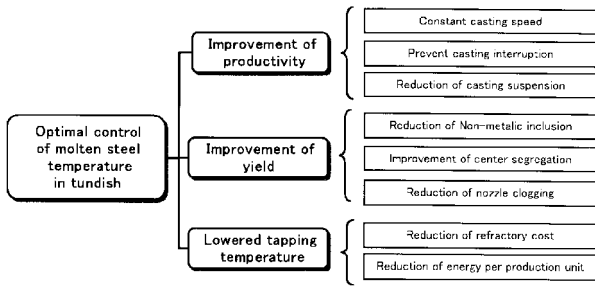 Optimal control
of molten steel
temperature
in tundish
Improvement of
productivity
Constant casting speed
Prevent casting interruption
Reduction of casting suspension
Improvement of
yield
Reduction of Non-metalic inclusion
Improvement of center segrogation
Reduction of nozzle clogging
Lowered tapping
temperature
Reduction of refractory cost
Reduction of energy per production unit